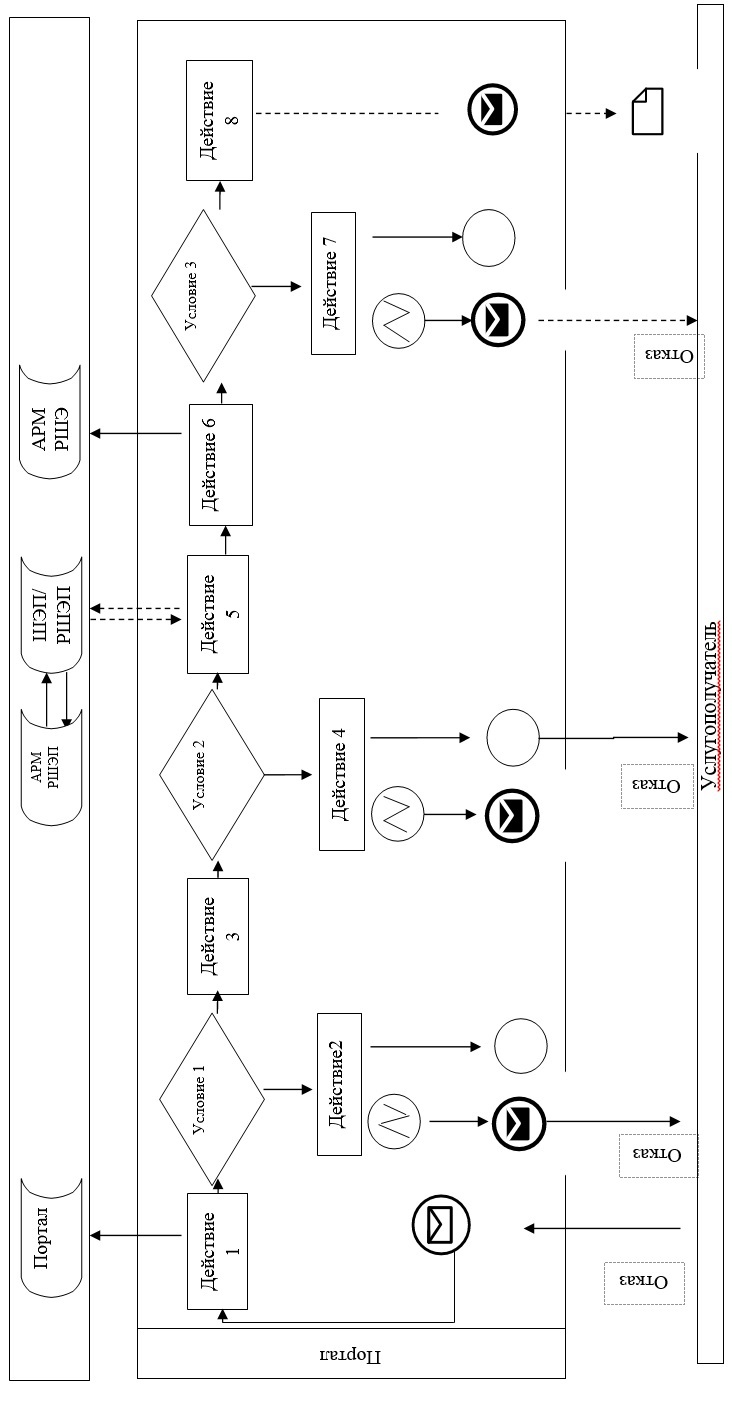 Портал
АРМ
РШЭП
ШЭП/
РШЭП
АРМ
РШЭП
Портал
Действие
1
Условие 1
Действие2
Действие
3
Условие 2
Действие 4
Действие
5
Действие 6
Условие 3
Действие 7
Действие
8
Отказ
Отказ
Отказ
Отказ
Услугополучатель